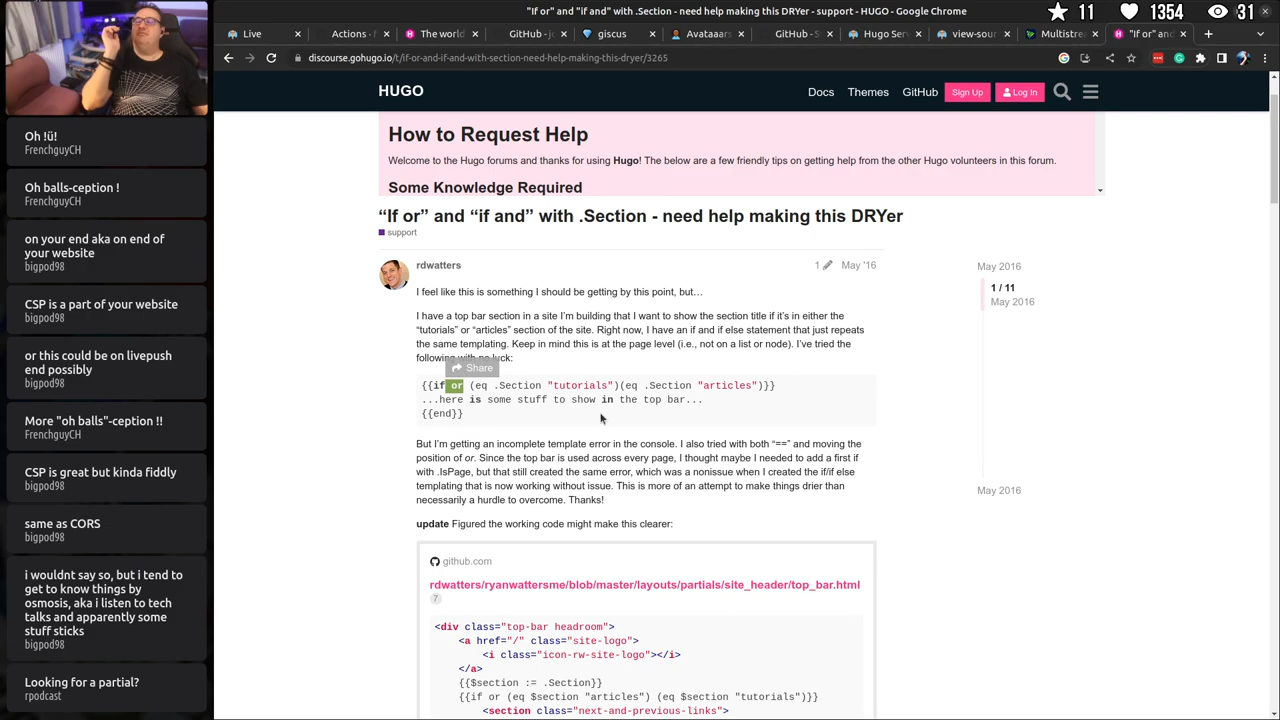 "If or" and "if and" with .Section - need help making this DRYer - support - HUGO - Google Chrome
11
1354
31
Live
Actions - f
H The world
GitHub - jo
giscus
Avataaars
GitHub - S
Hugo Serv
view-sour
Multistrea
"If or" and
discourse.gohugo.io/t/if-or-and-if-and-with-section-need-help-making-this-dryer/3265
HUGO
Docs
Themes
GitHub
Sign Up
Log In
How to Request Help
Welcome to the Hugo forums and thanks for using Hugo! The below are a few friendly tips on getting help from the other Hugo volunteers in this forum.
Some Knowledge Required
“If or” and “if and” with .Section - need help making this DRYer
support
rdwatters
1
May '16
I feel like this is something I should be getting by this point, but…
I have a top bar section in a site I’m building that I want to show the section title if it’s in either the
“tutorials” or “articles” section of the site. Right now, I have an if and if else statement that just repeats
the same templating. Keep in mind this is at the page level (i.e., not on a list or node). I’ve tried the
following with no luck:
Share
{{if or (eq .Section "tutorials")(eq .Section "articles")}}
...here is some stuff to show in the top bar...
{{end}}
But I’m getting an incomplete template error in the console. I also tried with both “==” and moving the
position of or. Since the top bar is used across every page, I thought maybe I needed to add a first if
with .IsPage, but that still created the same error, which was a nonissue when I created the if/if else
templating that is now working without issue. This is more of an attempt to make things drier than
necessarily a hurdle to overcome. Thanks!
update Figured the working code might make this clearer:
github.com
rdwatters/ryanwattersme/blob/master/layouts/partials/site_header/top_bar.html
7
<div class="top-bar headroom">
<a href="/" class="site-logo">
<i class="icon-rw-site-logo"></i>
</a>
{{$section := .Section}}
{{if or (eq $section "articles") (eq $section "tutorials")}}
<section class="next-and-previous-links">
May 2016
1 / 11
May 2016
May 2016
Oh !ü!
FrenchguyCH
Oh balls-ception !
FrenchguyCH
on your end aka on end of
your website
bigpod98
CSP is a part of your website
bigpod98
or this could be on livepush
end possibly
bigpod98
More "oh balls"-ception !!
FrenchguyCH
CSP is great but kinda fiddly
bigpod98
same as CORS
bigpod98
i wouldnt say so, but i tend to
get to know things by
osmosis, aka i listen to tech
talks and apparently some
stuff sticks
bigpod98
Looking for a partial?
rpodcast